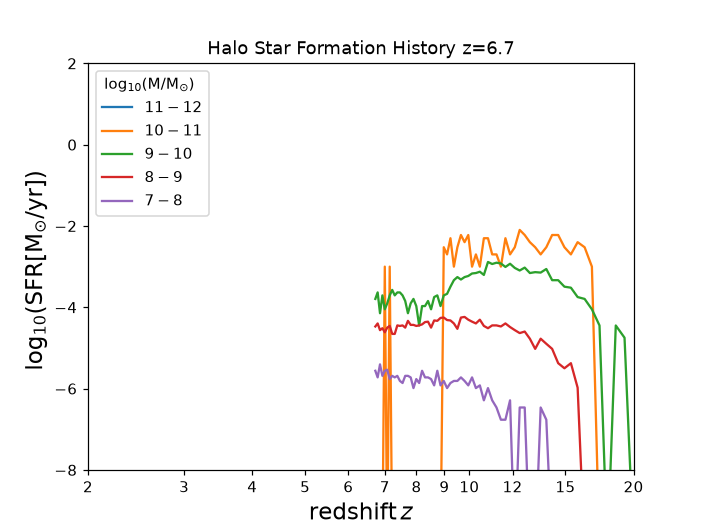 Halo Star Formation History z=6.7
log₁₀(M/M☉)
11 − 12
10 − 11
9 − 10
8 − 9
7 − 8
log₁₀(SFR[M☉/yr])
2
0
−2
−4
−6
−8
2 3 4 5 6 7 8 9 10 12 15 20
redshift z